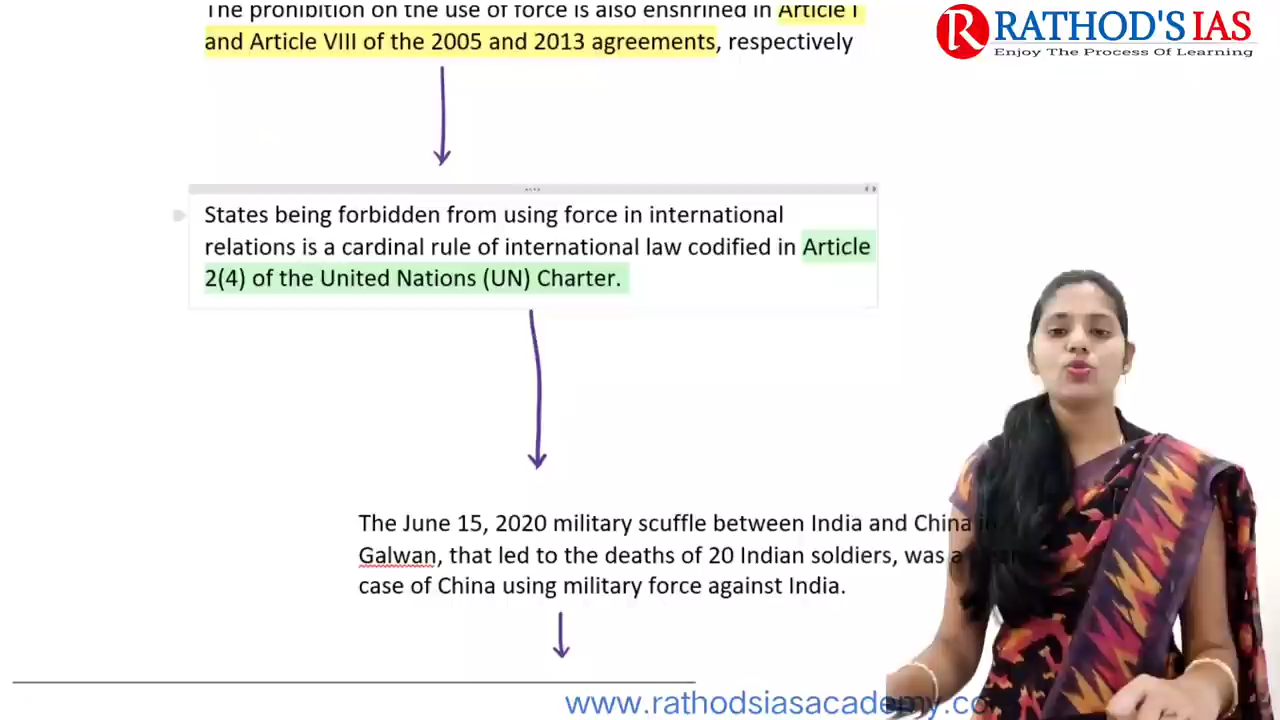 The prohibition on the use of force is also enshrined in Article I
and Article VIII of the 2005 and 2013 agreements, respectively
RATHOD'S IAS
Enjoy The Process Of Learning
States being forbidden from using force in international
relations is a cardinal rule of international law codified in Article
2(4) of the United Nations (UN) Charter.
The June 15, 2020 military scuffle between India and China in
Galwan, that led to the deaths of 20 Indian soldiers, was a
case of China using military force against India.
www.rathodsiasacademy.co